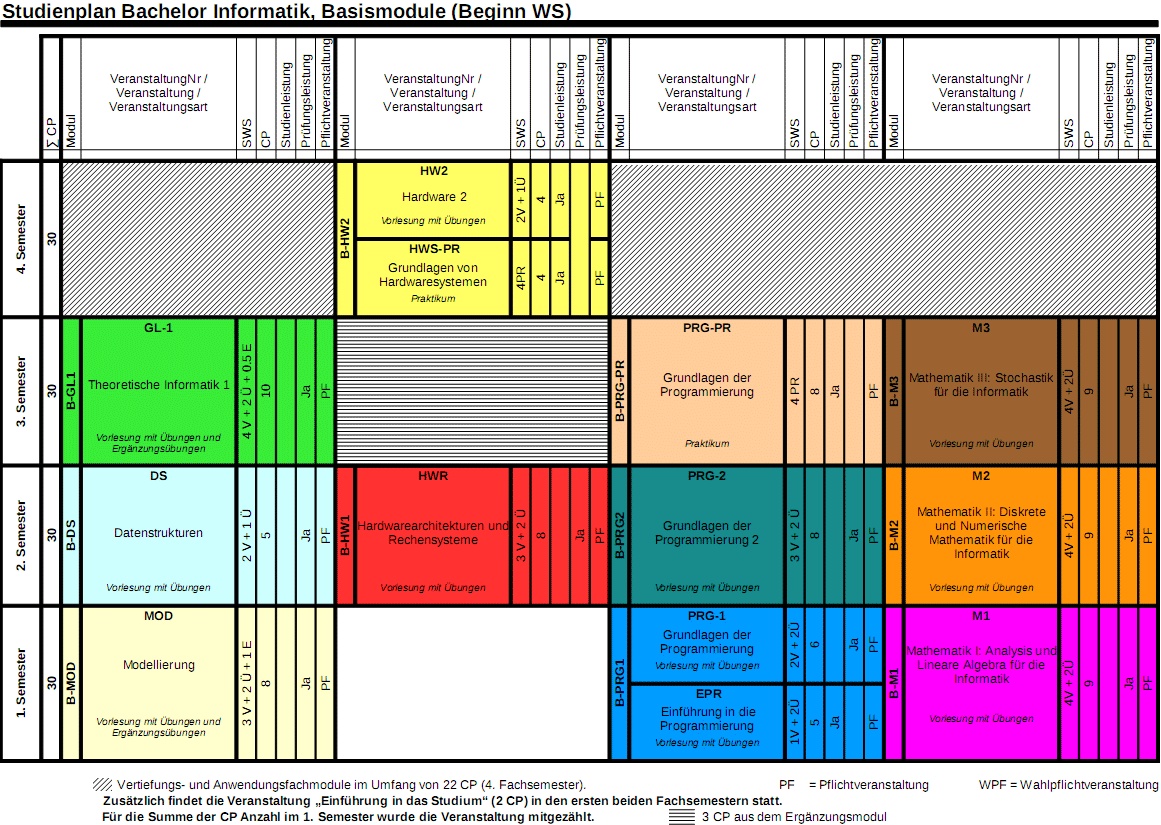 Studienplan Bachelor Informatik, Basismodule (Beginn WS)
∑ CP
Modul
VeranstaltungNr /
Veranstaltung /
Veranstaltungsart
SWS
CP
Studienleistung
Prüfungsleistung
Pflichtveranstaltung
Modul
VeranstaltungNr /
Veranstaltung /
Veranstaltungsart
SWS
CP
Studienleistung
Prüfungsleistung
Pflichtveranstaltung
Modul
VeranstaltungNr /
Veranstaltung /
Veranstaltungsart
SWS
CP
Studienleistung
Prüfungsleistung
Pflichtveranstaltung
Modul
VeranstaltungNr /
Veranstaltung /
Veranstaltungsart
SWS
CP
Studienleistung
Prüfungsleistung
Pflichtveranstaltung
4. Semester
30
B-HW2
HW2
Hardware 2
Vorlesung mit Übungen
2V + 1Ü
4
Ja
PF
HWS-PR
Grundlagen von
Hardwaresystemen
Praktikum
4PR
4
Ja
PF
3. Semester
30
B-GL1
GL-1
Theoretische Informatik 1
Vorlesung mit Übungen und
Ergänzungsübungen
4 V + 2 Ü + 0.5 E
10
Ja
PF
B-PRG-PR
PRG-PR
Grundlagen der
Programmierung
Praktikum
4 PR
8
Ja
PF
B-M3
M3
Mathematik III: Stochastik
für die Informatik
Vorlesung mit Übungen
4V + 2Ü
9
Ja
PF
2. Semester
30
B-DS
DS
Datenstrukturen
Vorlesung mit Übungen
2 V + 1 Ü
5
Ja
PF
B-HW1
HWR
Hardwarearchitekturen und
Rechensysteme
Vorlesung mit Übungen
3 V + 2 Ü
8
Ja
PF
B-PRG2
PRG-2
Grundlagen der
Programmierung 2
Vorlesung mit Übungen
3 V + 2 Ü
8
Ja
PF
B-M2
M2
Mathematik II: Diskrete
und Numerische
Mathematik für die
Informatik
Vorlesung mit Übungen
4V + 2Ü
9
Ja
PF
1. Semester
30
B-MOD
MOD
Modellierung
Vorlesung mit Übungen und
Ergänzungsübungen
3 V + 2 Ü + 1 E
8
Ja
PF
B-PRG1
PRG-1
Grundlagen der
Programmierung
Vorlesung mit Übungen
2V + 2Ü
6
Ja
PF
EPR
Einführung in die
Programmierung
Vorlesung mit Übungen
1V + 2Ü
5
Ja
PF
B-M1
M1
Mathematik I: Analysis und
Lineare Algebra für die
Informatik
Vorlesung mit Übungen
4V + 2Ü
9
Ja
PF
Vertiefungs- und Anwendungsfachmodule im Umfang von 22 CP (4. Fachsemester). PF = Pflichtveranstaltung WPF = Wahlpflichtveranstaltung
Zusätzlich findet die Veranstaltung „Einführung in das Studium“ (2 CP) in den ersten beiden Fachsemestern statt.
Für die Summe der CP Anzahl im 1. Semester wurde die Veranstaltung mitgezählt. 3 CP aus dem Ergänzungsmodul